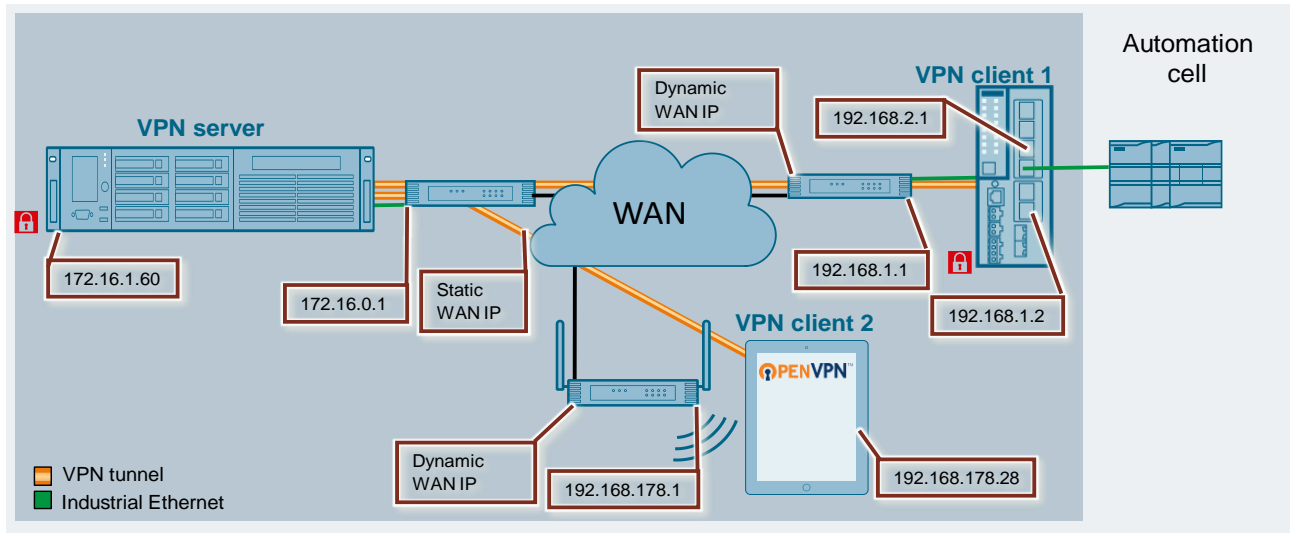 Automation
cell
VPN client 1
Dynamic
WAN IP
192.168.2.1
VPN server
WAN
172.16.1.60
172.16.0.1
Static
WAN IP
192.168.1.1
192.168.1.2
VPN client 2
OPENVPN™
Dynamic
WAN IP
192.168.178.1
192.168.178.28
VPN tunnel
Industrial Ethernet